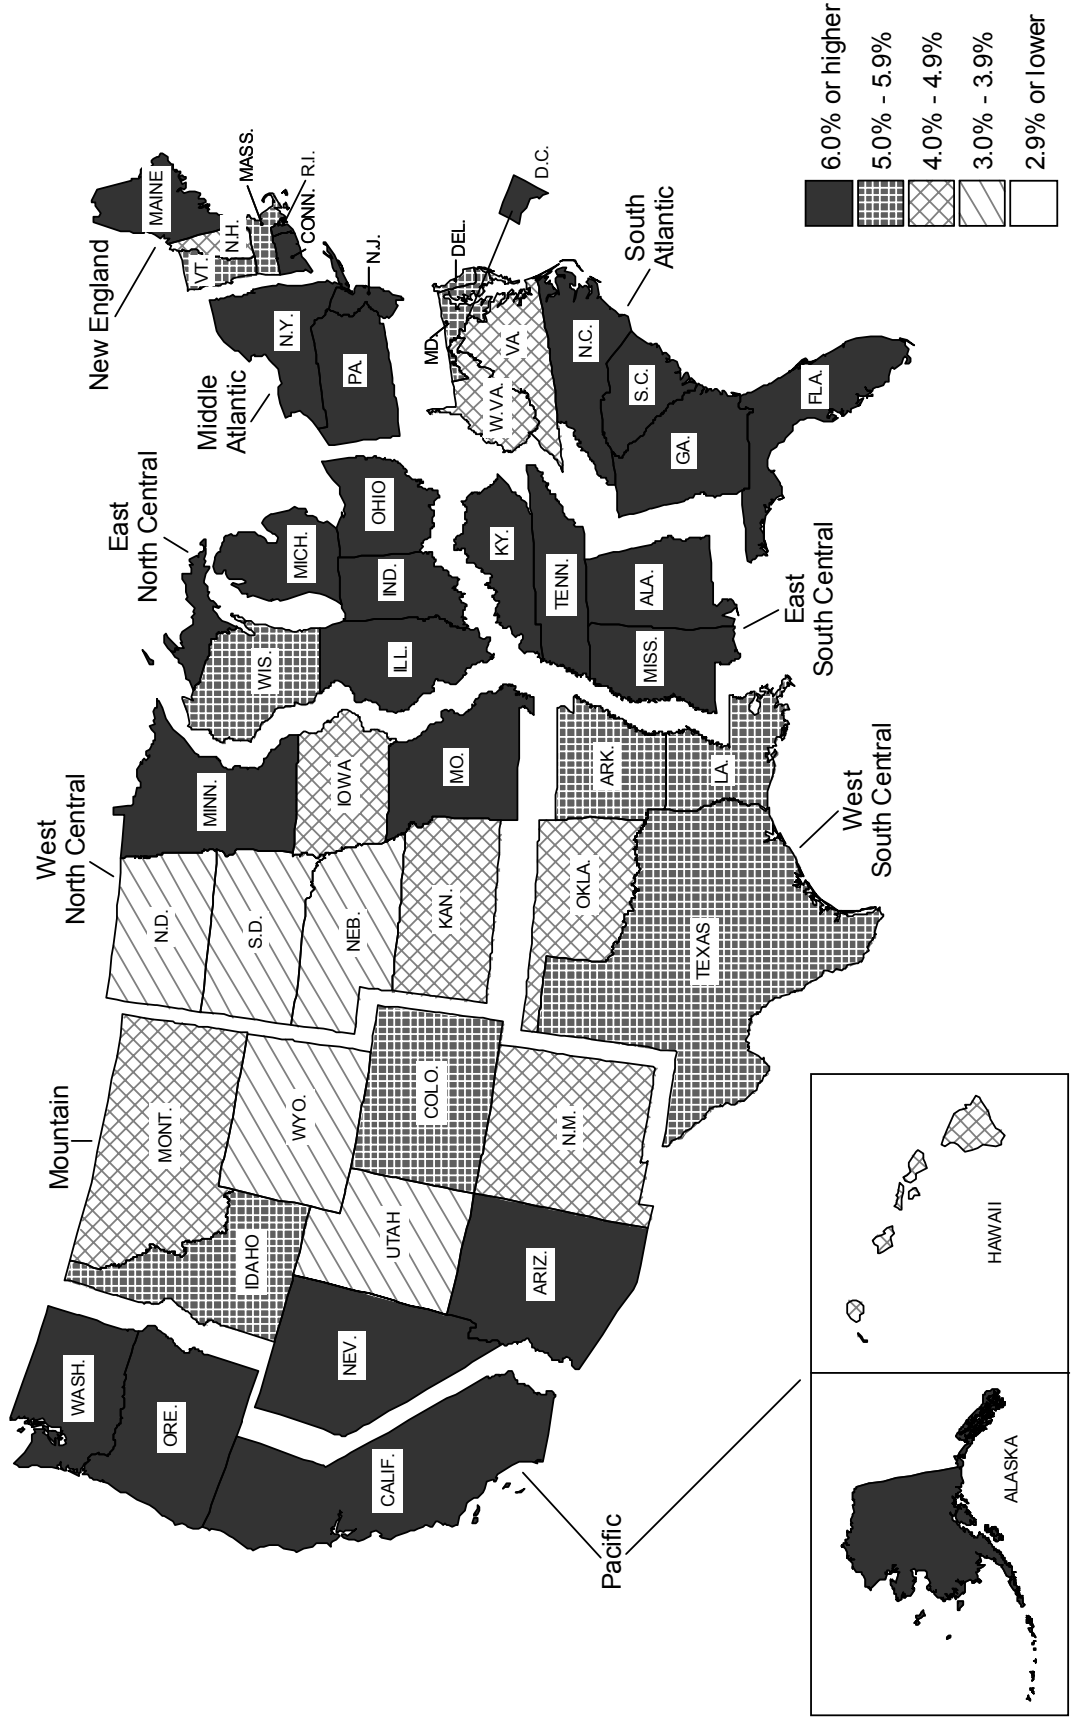 Pacific
Mountain
West
North Central
East
North Central
Middle
Atlantic
New England
WASH.
ORE.
CALIF.
NEV.
IDAHO
MONT.
WYO.
UTAH
ARIZ.
COLO.
N.M.
N.D.
S.D.
NEB.
KAN.
MINN.
IOWA
MO.
OKLA.
TEXAS
ARK.
LA.
West
South Central
WIS.
MICH.
ILL.
IND.
OHIO
KY.
TENN.
MISS.
ALA.
East
South Central
N.Y.
PA.
N.J.
MAINE
VT.
N.H.
MASS.
CONN.
R.I.
MD.
DEL.
D.C.
W.VA.
VA.
N.C.
S.C.
GA.
FLA.
South
Atlantic
ALASKA
HAWAII
6.0% or higher
5.0% - 5.9%
4.0% - 4.9%
3.0% - 3.9%
2.9% or lower